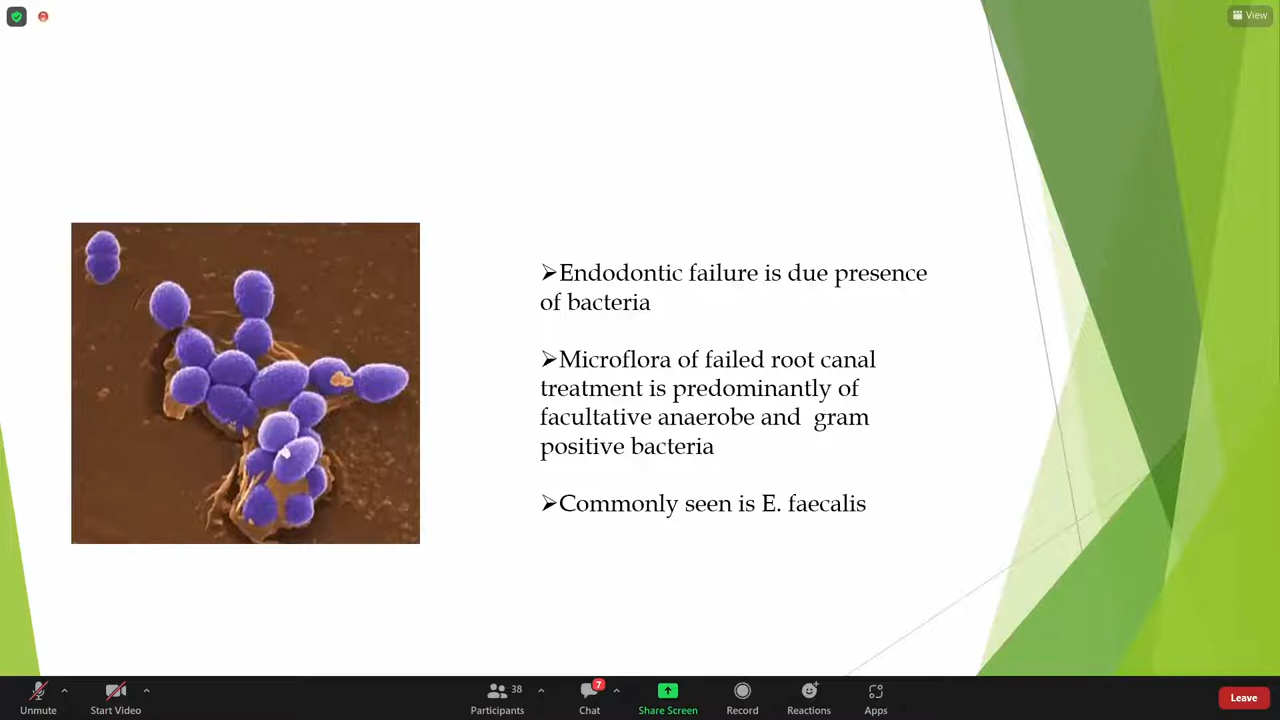 View
➢Endodontic failure is due presence
of bacteria
➢Microflora of failed root canal
treatment is predominantly of
facultative anaerobe and  gram
positive bacteria
➢Commonly seen is E. faecalis
Unmute
Start Video
38
Participants
7
Chat
Share Screen
Record
Reactions
Apps
Leave